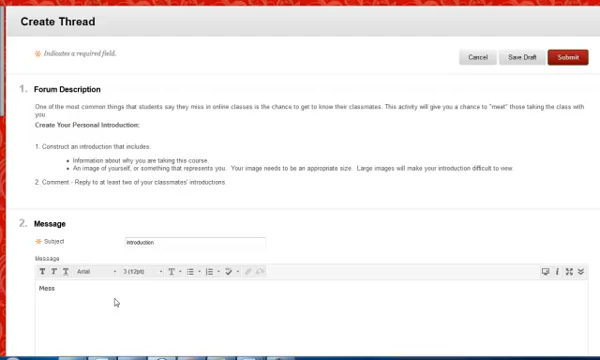 Create Thread
Indicates a required field.
Cancel
Save Draft
Submit
1. Forum Description
One of the most common things that students say they miss in online classes is the chance to get to know their classmates. This activity will give you a chance to "meet" those taking the class with
you.
Create Your Personal Introduction:
1. Construct an introduction that includes.
Information about why you are taking this course.
An image of yourself, or something that represents you. Your image needs to be an appropriate size. Large images will make your introduction difficult to view.
2. Comment - Reply to at least two of your classmates' introductions.
2. Message
Subject
Introduction
Message
T T T Arial 3 (12pt) T
Mess